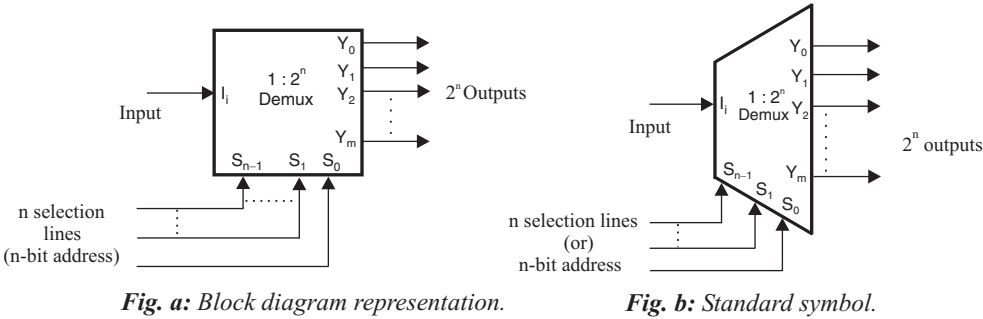 Y₀
Y₁
Y₂
Yₘ
1 : 2ⁿ
Demux
Iᵢ
Input
2ⁿ Outputs
Sₙ₋₁ S₁ S₀
n selection
lines
(n-bit address)
Fig. a: Block diagram representation.
Y₀
Y₁
Y₂
Yₘ
1 : 2ⁿ
Demux
Iᵢ
Input
2ⁿ outputs
Sₙ₋₁
S₁
S₀
n selection lines
(or)
n-bit address
Fig. b: Standard symbol.